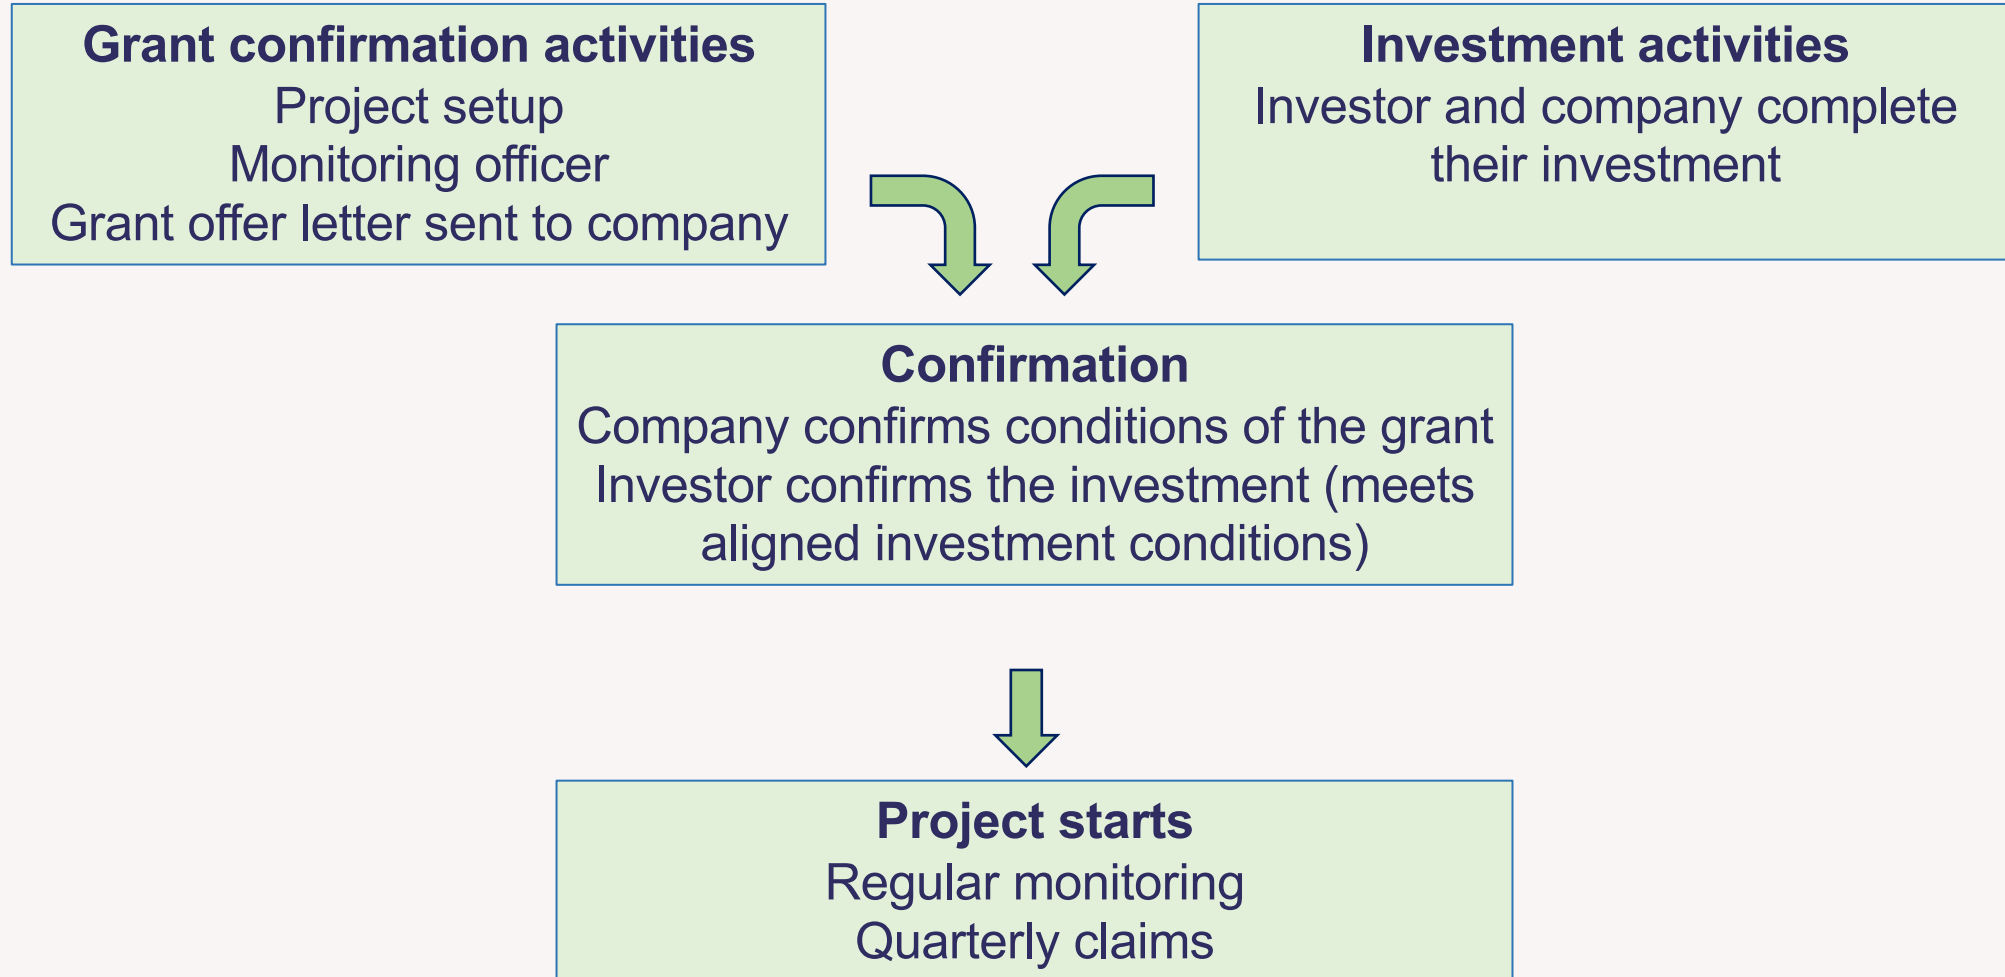 Grant confirmation activities
Project setup
Monitoring officer
Grant offer letter sent to company
Investment activities
Investor and company complete
their investment
Confirmation
Company confirms conditions of the grant
Investor confirms the investment (meets
aligned investment conditions)
Project starts
Regular monitoring
Quarterly claims